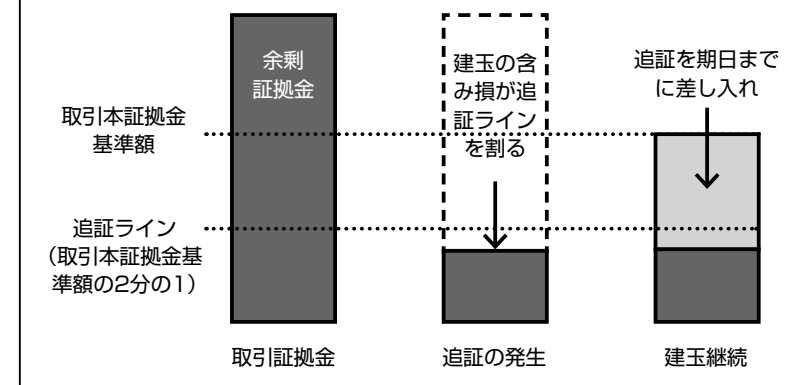 余剰
証拠金
建玉の含
み損が追
証ライン
を割る
追証を期日まで
に差し入れ
取引本証拠金
基準額
追証ライン
（取引本証拠金基
準額の2分の1）
取引証拠金
追証の発生
建玉継続